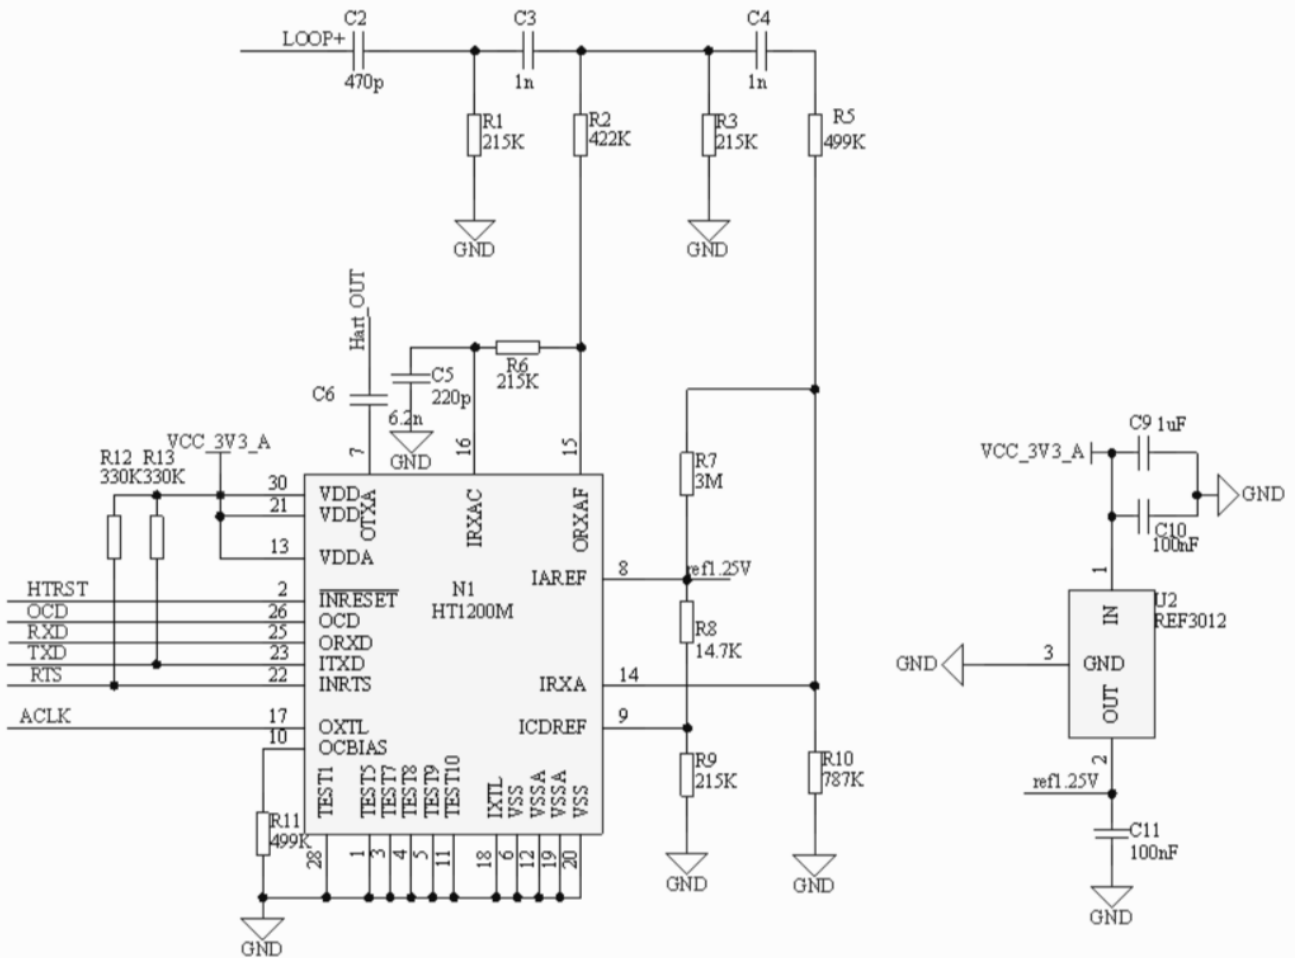 C2
C3
C4
LOOP+
470p
1n
1n
R1
215K
R2
422K
R3
215K
R5
499K
GND
GND
Hart_OUT
C6
6.2n
C5
220p
GND
R6
215K
7
16
15
VCC_3V3_A
R12
330K
R13
330K
R7
3M
30
VDD
21
VDD
13
VDDA
OTXA
IRXAC
ORXAF
IAREF
8
ref1.25V
N1
HT1200M
HTRST
2
INRESET
OCD
26
OCD
RXD
25
ORXD
TXD
23
ITXD
RTS
22
INRTS
R8
14.7K
IRXA
14
ACLK
17
OXTL
10
OCBIAS
ICDREF
9
R9
215K
R10
787K
TEST1
TEST5
TEST7
TEST8
TEST9
TEST10
IXTL
VSS
VSSA
VSSA
VSS
R11
499K
28
1
3
4
5
11
18
6
12
19
20
GND
GND
GND
C9 1uF
VCC_3V3_A
GND
C10
100nF
1
U2
REF3012
IN
GND
3
GND
OUT
2
ref1.25V
C11
100nF
GND